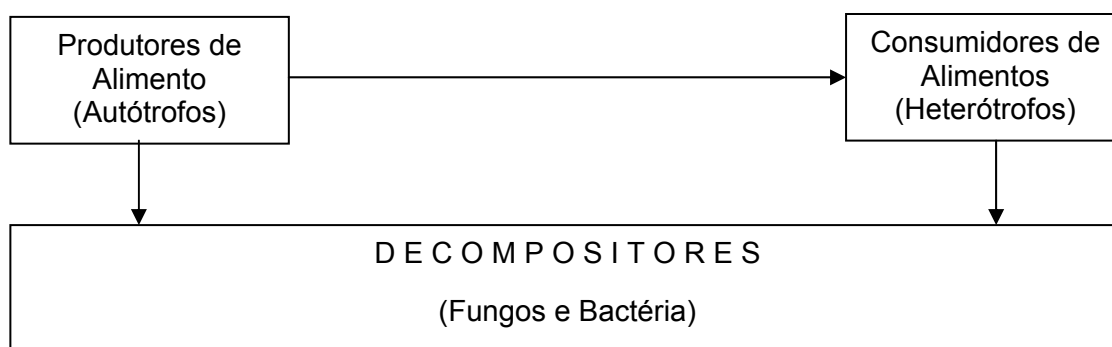 Produtores de
Alimento
(Autótrofos)
Consumidores de
Alimentos
(Heterótrofos)
D E C O M P O S I T O R E S
(Fungos e Bactéria)